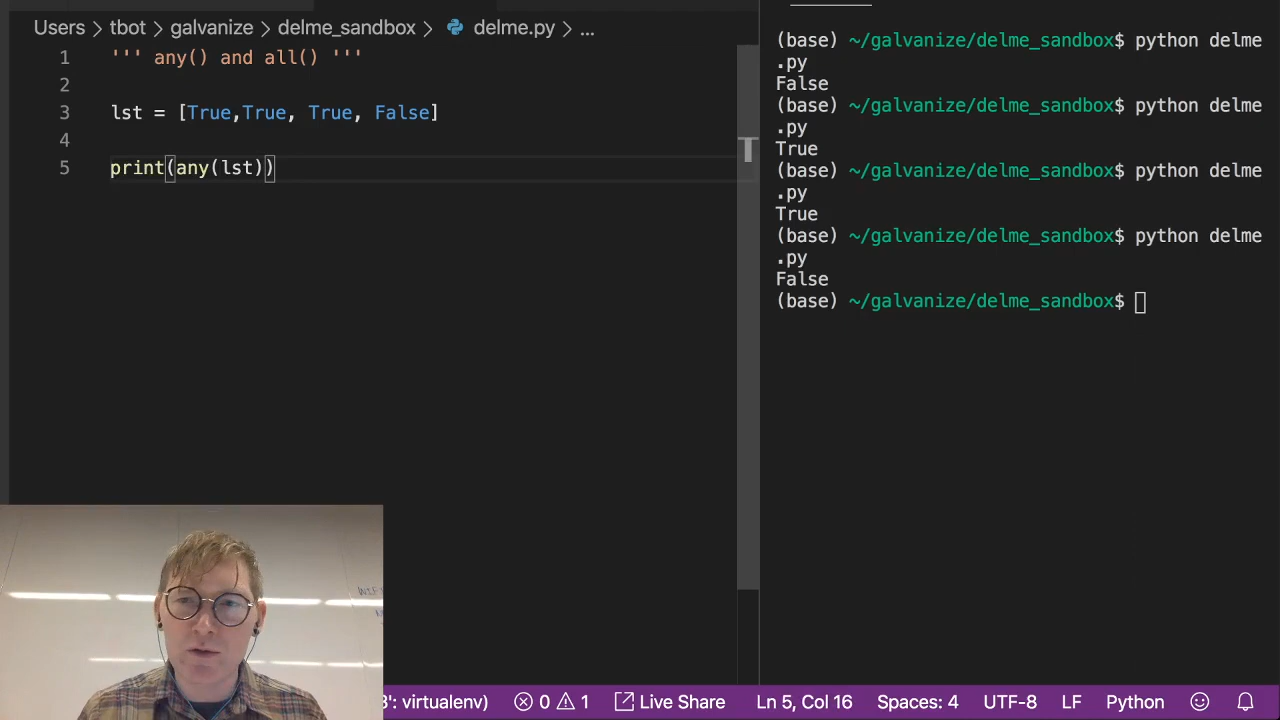 Users > tbot > galvanize > delme_sandbox > delme.py > ...
1 ''' any() and all() '''
2
3 lst = [True,True, True, False]
4
5 print(any(lst))
(base) ~/galvanize/delme_sandbox$ python delme
.py
False
(base) ~/galvanize/delme_sandbox$ python delme
.py
True
(base) ~/galvanize/delme_sandbox$ python delme
.py
True
(base) ~/galvanize/delme_sandbox$ python delme
.py
False
(base) ~/galvanize/delme_sandbox$
3': virtualenv) 0 1 Live Share Ln 5, Col 16 Spaces: 4 UTF-8 LF Python